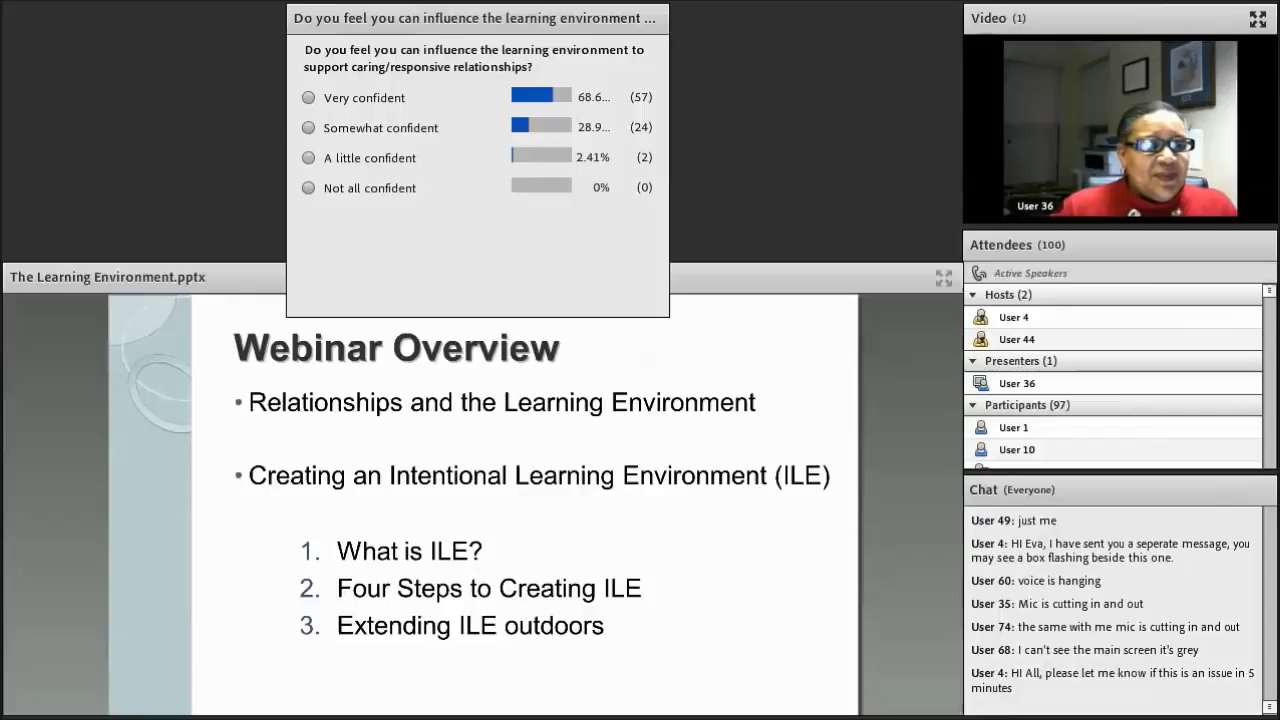 Do you feel you can influence the learning environment ...
Do you feel you can influence the learning environment to
support caring/responsive relationships?
Very confident 68.6... (57)
Somewhat confident 28.9... (24)
A little confident 2.41% (2)
Not all confident 0% (0)
The Learning Environment.pptx
Webinar Overview
• Relationships and the Learning Environment
• Creating an Intentional Learning Environment (ILE)
1. What is ILE?
2. Four Steps to Creating ILE
3. Extending ILE outdoors
Video (1)
User 36
Attendees (100)
Active Speakers
Hosts (2)
User 4
User 44
Presenters (1)
User 36
Participants (97)
User 1
User 10
Chat (Everyone)
User 49: just me
User 4: HI Eva, I have sent you a seperate message, you
may see a box flashing beside this one.
User 60: voice is hanging
User 35: Mic is cutting in and out
User 74: the same with me mic is cutting in and out
User 68: I can't see the main screen it's grey
User 4: HI All, please let me know if this is an issue in 5
minutes